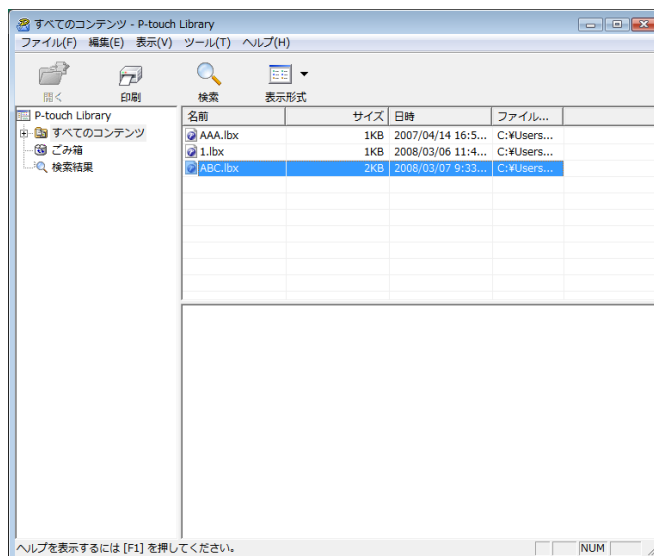 すべてのコンテンツ - P-touch Library
ファイル(F) 編集(E) 表示(V) ツール(T) ヘルプ(H)
開く 印刷 検索 表示形式
P-touch Library
すべてのコンテンツ
ごみ箱
検索結果
名前 サイズ 日時 ファイル...
AAA.lbx 1KB 2007/04/14 16:5... C:¥Users...
1.lbx 1KB 2008/03/06 11:4... C:¥Users...
ABC.lbx 2KB 2008/03/07 9:33... C:¥Users...
ヘルプを表示するには [F1] を押してください。 NUM